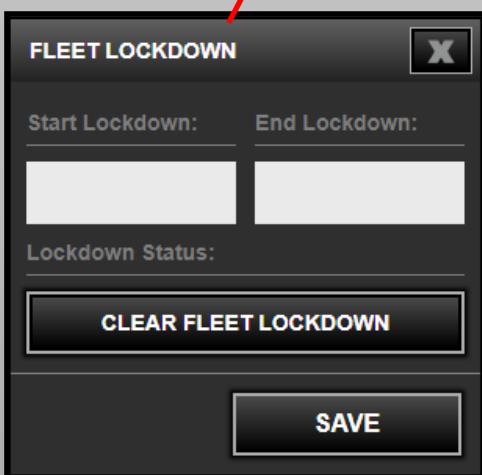 FLEET LOCKDOWN X
Start Lockdown: End Lockdown:
Lockdown Status:
CLEAR FLEET LOCKDOWN
SAVE